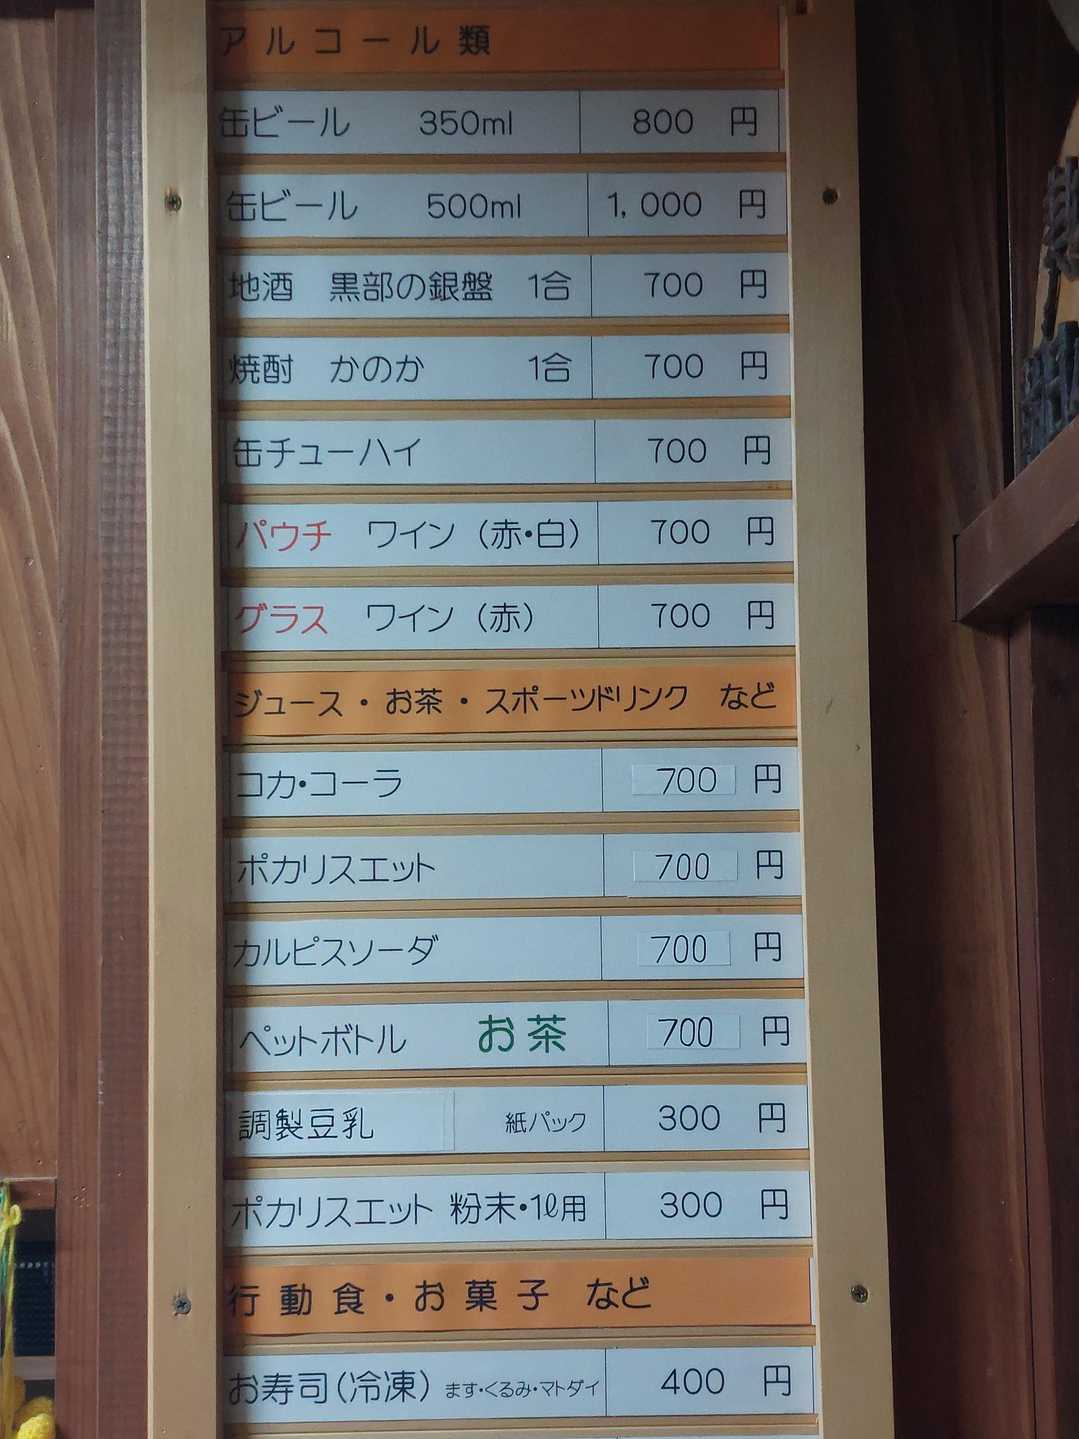 アルコール類
缶ビール 350ml 800 円
缶ビール 500ml 1,000 円
地酒 黒部の銀盤 1合 700 円
焼酎 かのか 1合 700 円
缶チューハイ 700 円
パウチ ワイン（赤・白） 700 円
グラス ワイン（赤） 700 円
ジュース・お茶・スポーツドリンク など
コカ・コーラ 700 円
ポカリスエット 700 円
カルピスソーダ 700 円
ペットボトル お茶 700 円
調製豆乳 紙パック 300 円
ポカリスエット 粉末・1ℓ用 300 円
行動食・お菓子 など
お寿司（冷凍）ます・くるみ・マトダイ 400 円